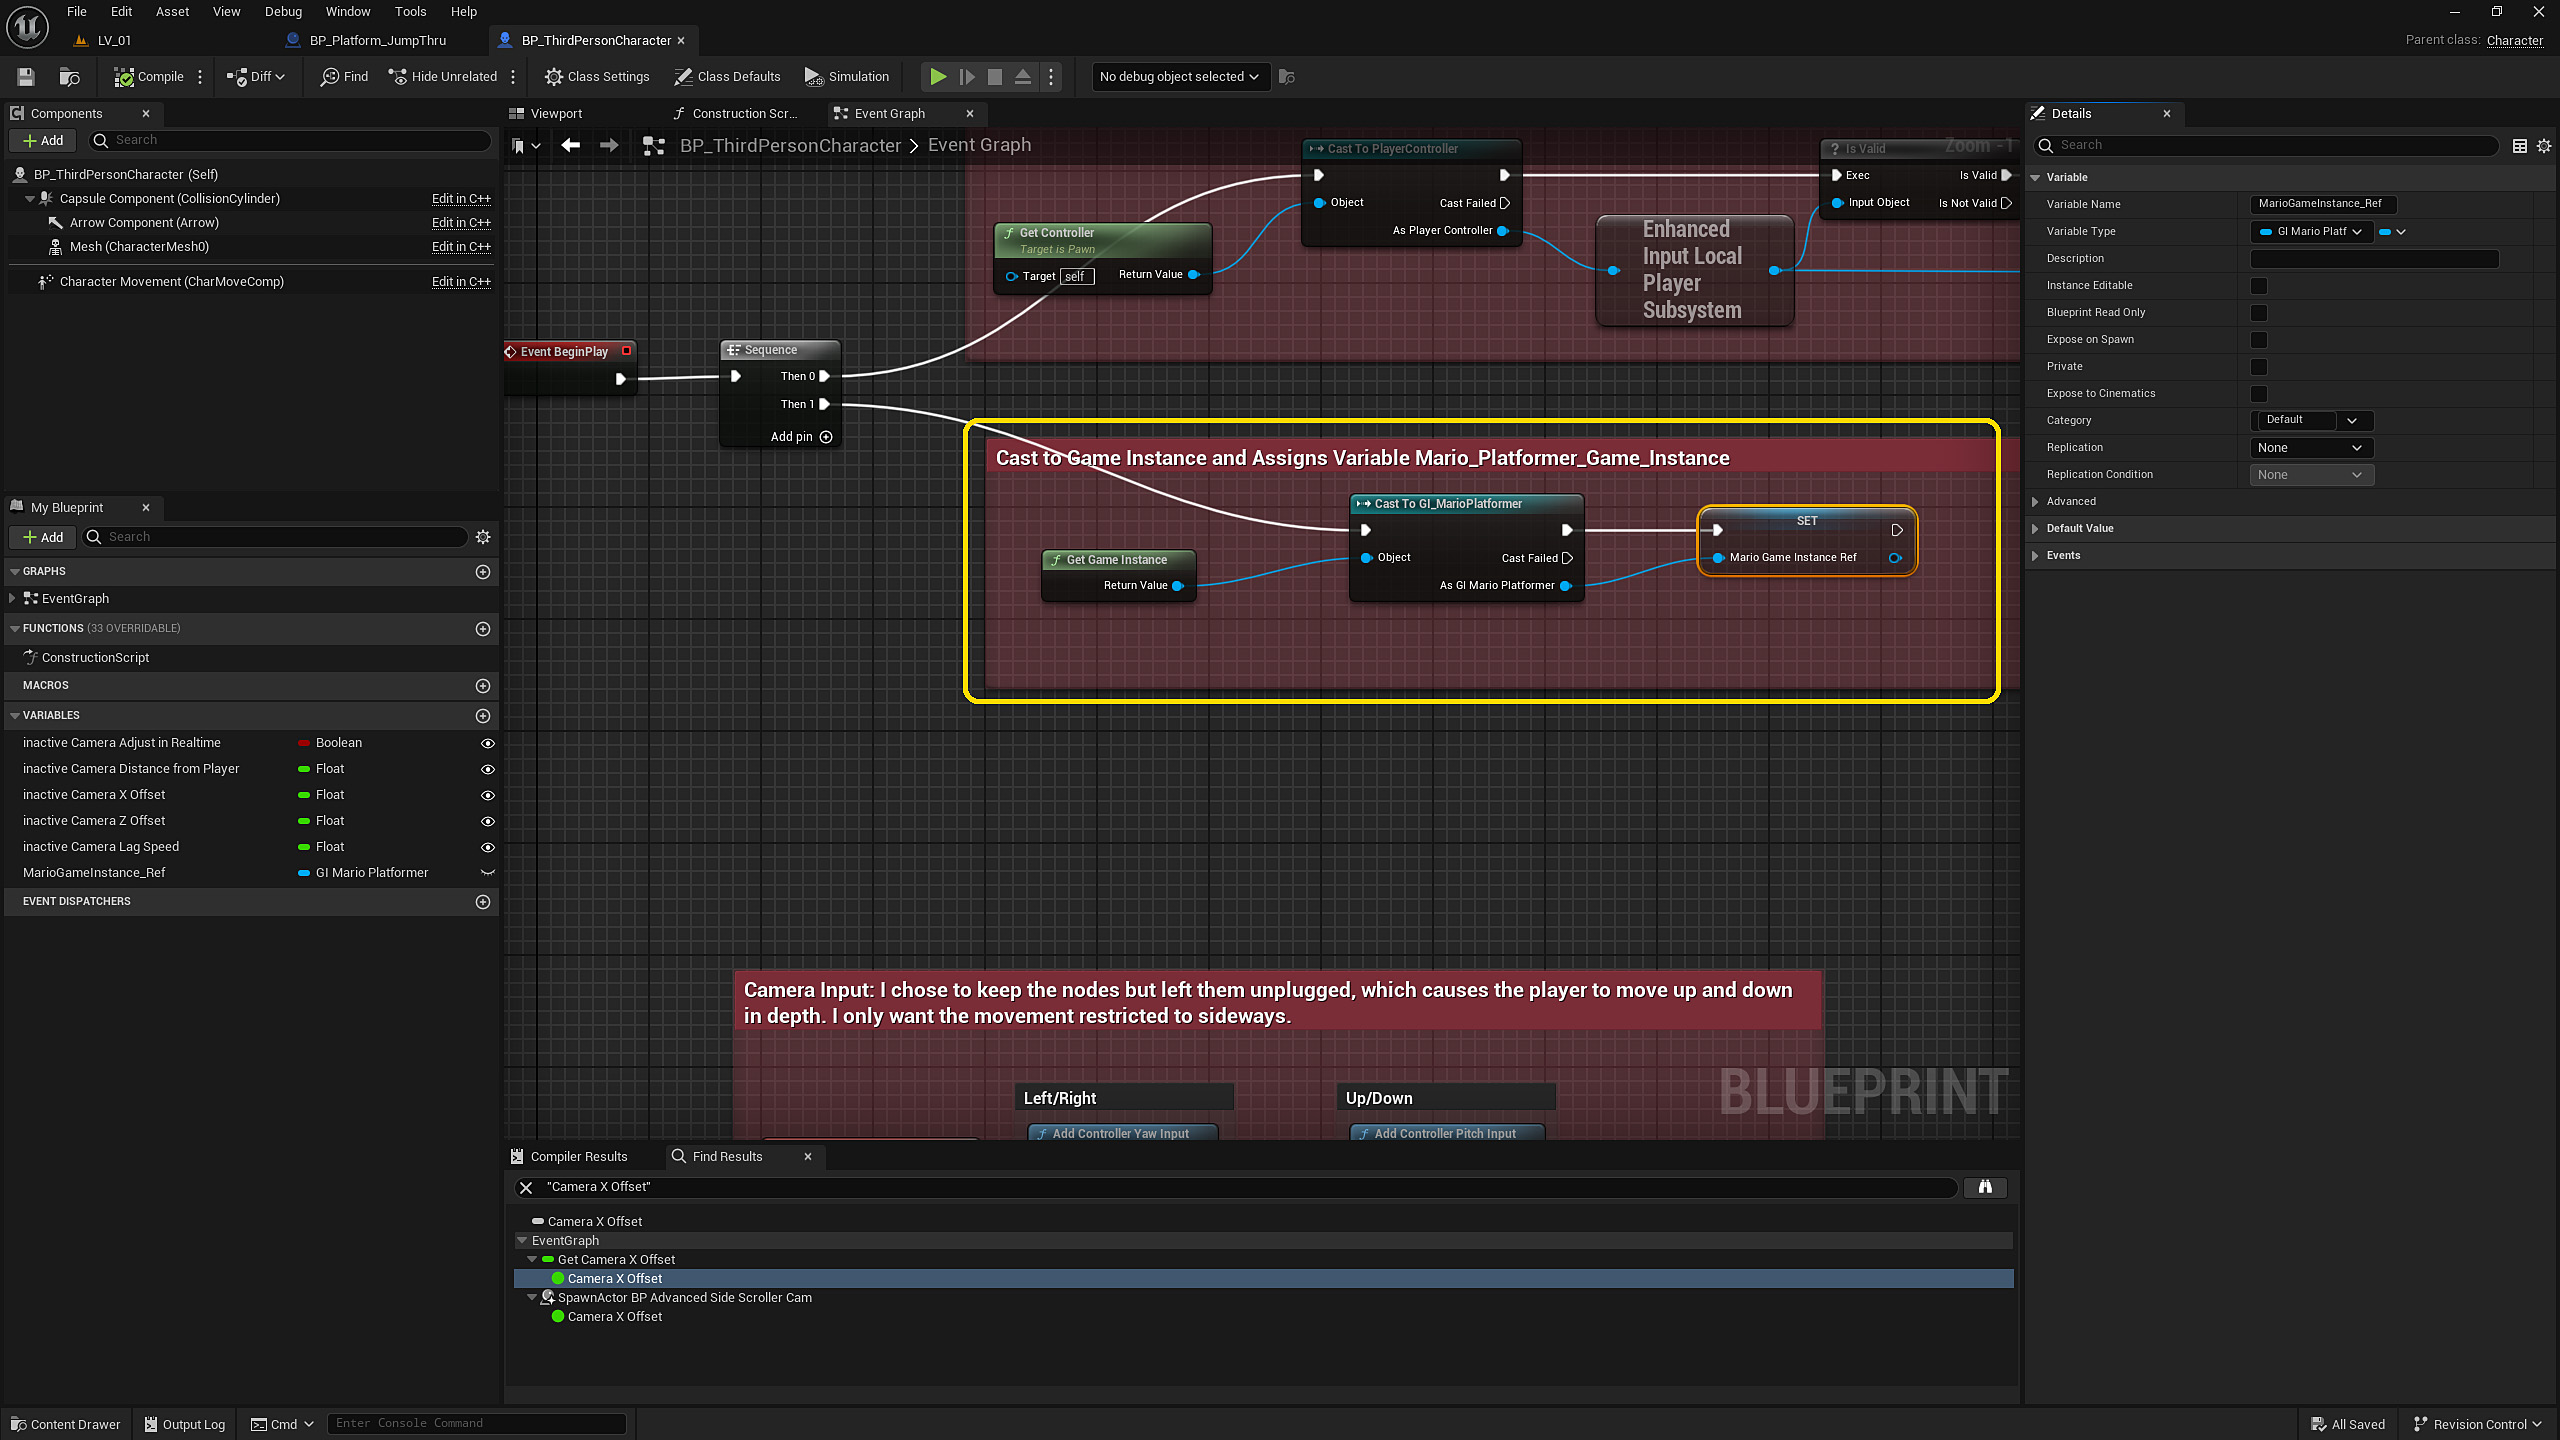 File Edit Asset View Debug Window Tools Help
LV_01 BP_Platform_JumpThru BP_ThirdPersonCharacter
Parent class: Character
Compile Diff Find Hide Unrelated Class Settings Class Defaults Simulation No debug object selected
Components
Add Search
BP_ThirdPersonCharacter (Self)
Capsule Component (CollisionCylinder) Edit in C++
Arrow Component (Arrow) Edit in C++
Mesh (CharacterMesh0) Edit in C++
Character Movement (CharMoveComp) Edit in C++
My Blueprint
Add Search
GRAPHS
EventGraph
FUNCTIONS (33 OVERRIDABLE)
ConstructionScript
MACROS
VARIABLES
inactive Camera Adjust in Realtime Boolean
inactive Camera Distance from Player Float
inactive Camera X Offset Float
inactive Camera Z Offset Float
inactive Camera Lag Speed Float
MarioGameInstance_Ref GI Mario Platformer
EVENT DISPATCHERS
Viewport Construction Scr... Event Graph
BP_ThirdPersonCharacter > Event Graph
Zoom -1
Cast To PlayerController
Object Cast Failed
As Player Controller
? Is Valid
Exec Is Valid
Input Object Is Not Valid
Get Controller
Target is Pawn
Target self Return Value
Enhanced
Input Local
Player
Subsystem
Event BeginPlay
Sequence
Then 0
Then 1
Add pin
Cast to Game Instance and Assigns Variable Mario_Platformer_Game_Instance
Cast To GI_MarioPlatformer
Object Cast Failed
As GI Mario Platformer
Get Game Instance
Return Value
SET
Mario Game Instance Ref
Camera Input: I chose to keep the nodes but left them unplugged, which causes the player to move up and down
in depth. I only want the movement restricted to sideways.
Left/Right
Up/Down
Add Controller Yaw Input
Add Controller Pitch Input
BLUEPRINT
Compiler Results Find Results
"Camera X Offset"
Camera X Offset
EventGraph
Get Camera X Offset
Camera X Offset
SpawnActor BP Advanced Side Scroller Cam
Camera X Offset
Details
Search
Variable
Variable Name MarioGameInstance_Ref
Variable Type GI Mario Platf
Description
Instance Editable
Blueprint Read Only
Expose on Spawn
Private
Expose to Cinematics
Category Default
Replication None
Replication Condition None
Advanced
Default Value
Events
Content Drawer Output Log Cmd Enter Console Command All Saved Revision Control